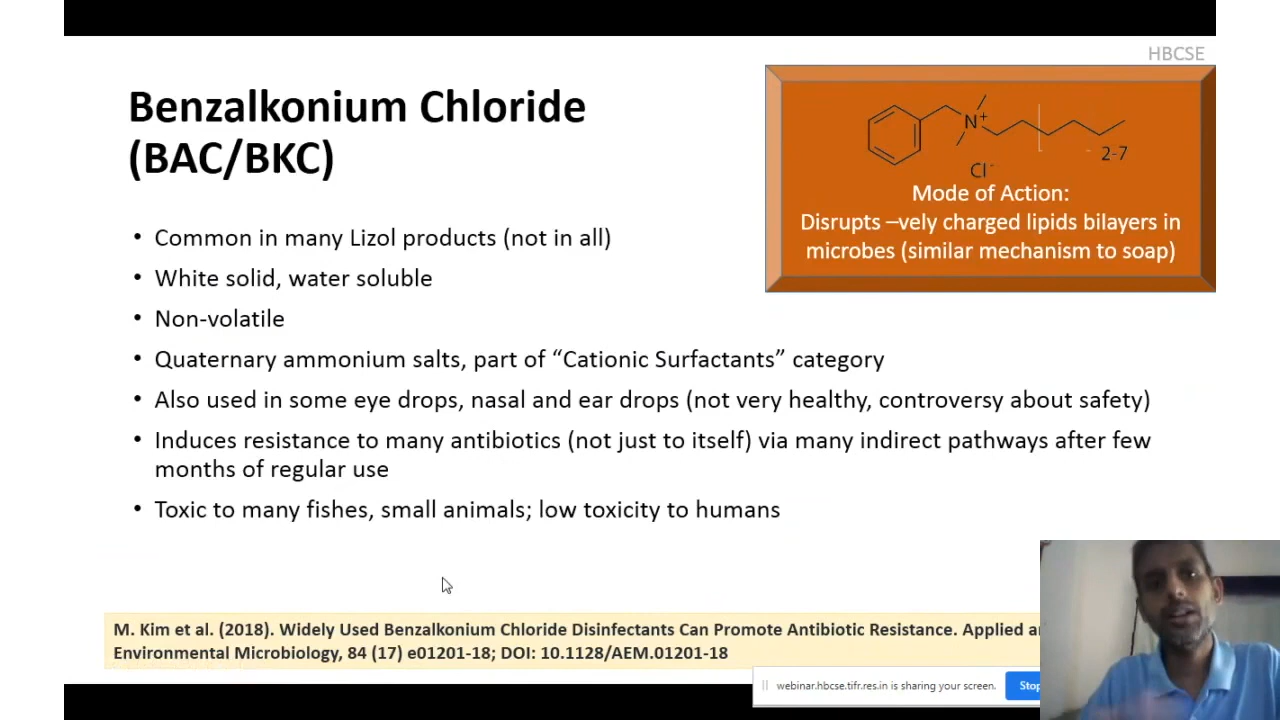 HBCSE
Benzalkonium Chloride
(BAC/BKC)
N+
Cl-
2-7
Mode of Action:
Disrupts –vely charged lipids bilayers in
microbes (similar mechanism to soap)
• Common in many Lizol products (not in all)
• White solid, water soluble
• Non-volatile
• Quaternary ammonium salts, part of “Cationic Surfactants” category
• Also used in some eye drops, nasal and ear drops (not very healthy, controversy about safety)
• Induces resistance to many antibiotics (not just to itself) via many indirect pathways after few
months of regular use
• Toxic to many fishes, small animals; low toxicity to humans
M. Kim et al. (2018). Widely Used Benzalkonium Chloride Disinfectants Can Promote Antibiotic Resistance. Applied
Environmental Microbiology, 84 (17) e01201-18; DOI: 10.1128/AEM.01201-18
webinar.hbcse.tifr.res.in is sharing your screen.